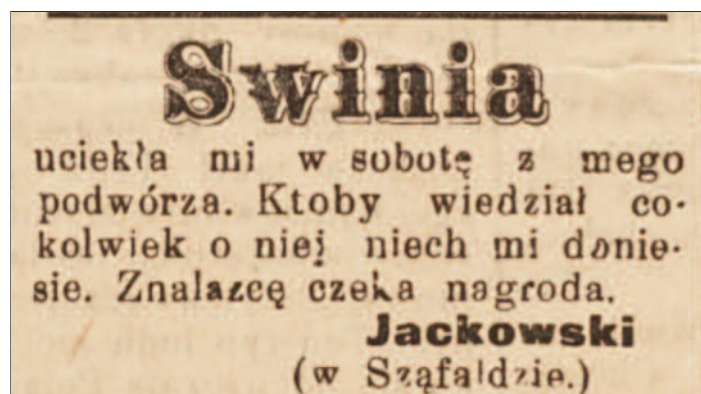 Swinia
uciekła mi w sobotę z mego
podwórza. Ktoby wiedział co-
kolwiek o niej niech mi donie-
sie. Znalazcę czeka nagroda.
Jackowski
(w Sząfałdzie.)